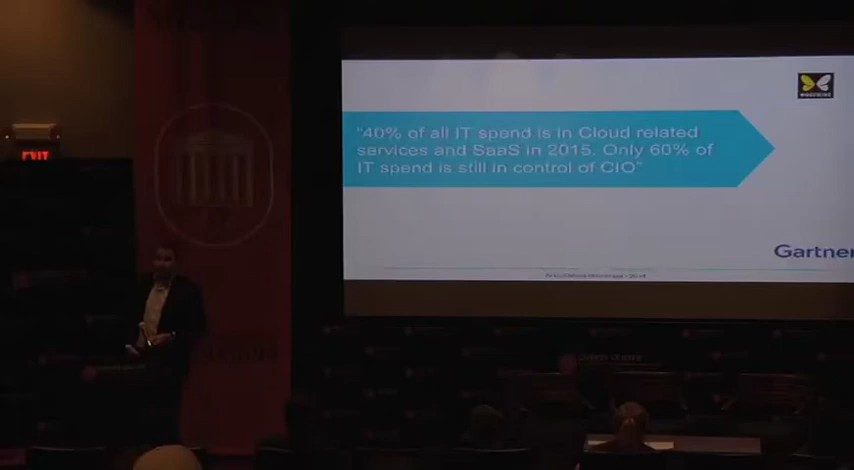 EXIT
"40% of all IT spend is in Cloud related
services and SaaS in 2015. Only 60% of
IT spend is still in control of CIO"
Gartner